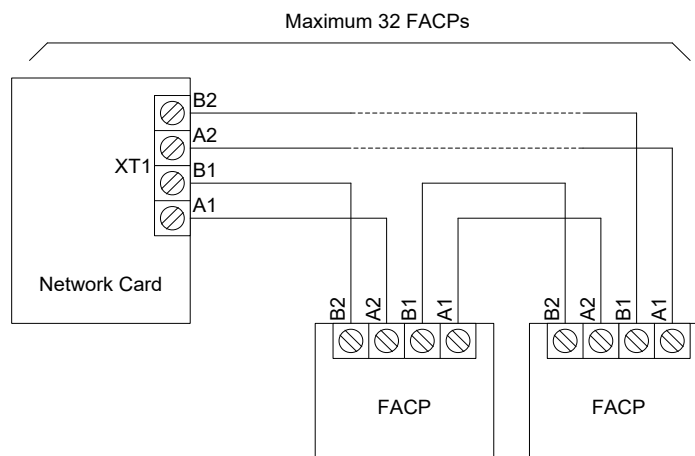 Maximum 32 FACPs
B2
A2
XT1
B1
A1
Network Card
B2
A2
B1
A1
B2
A2
B1
A1
FACP
FACP